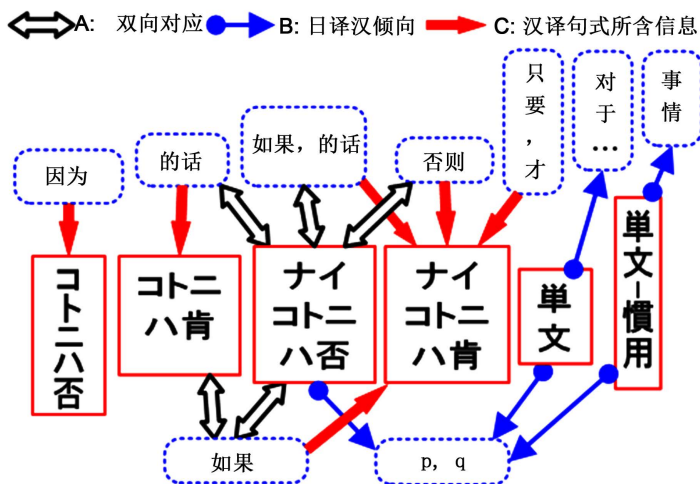 A: 双向对应
B: 日译汉倾向
C: 汉译句式所含信息
因为
的话
如果，的话
否则
只要，才
对于…
事情
コトニハ否
コトニハ肯
ナイコトニハ否
ナイコトニハ肯
単文
単文－慣用
如果
p, q